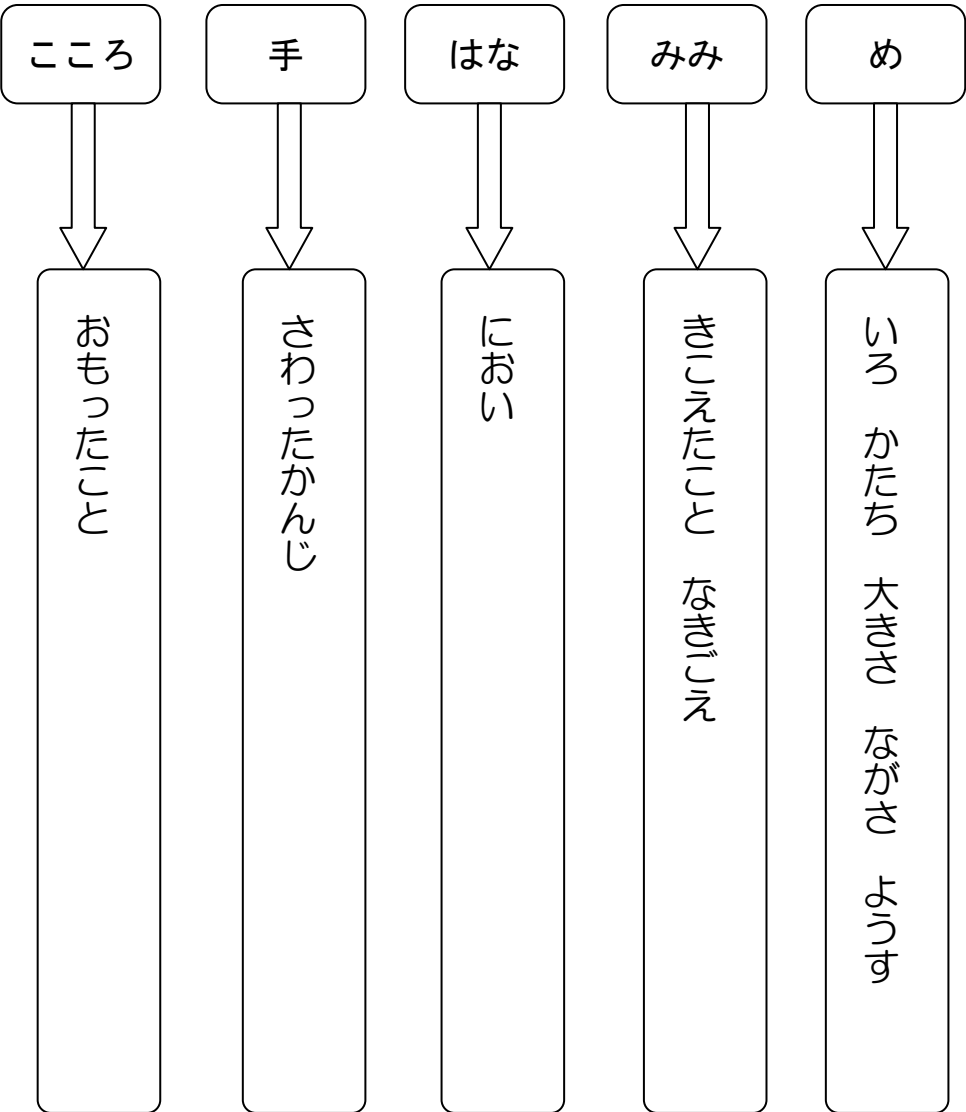 め
いろ　かたち　大きさ　ながさ　ようす
みみ
きこえたこと　なきごえ
はな
におい
手
さわったかんじ
こころ
おもったこと